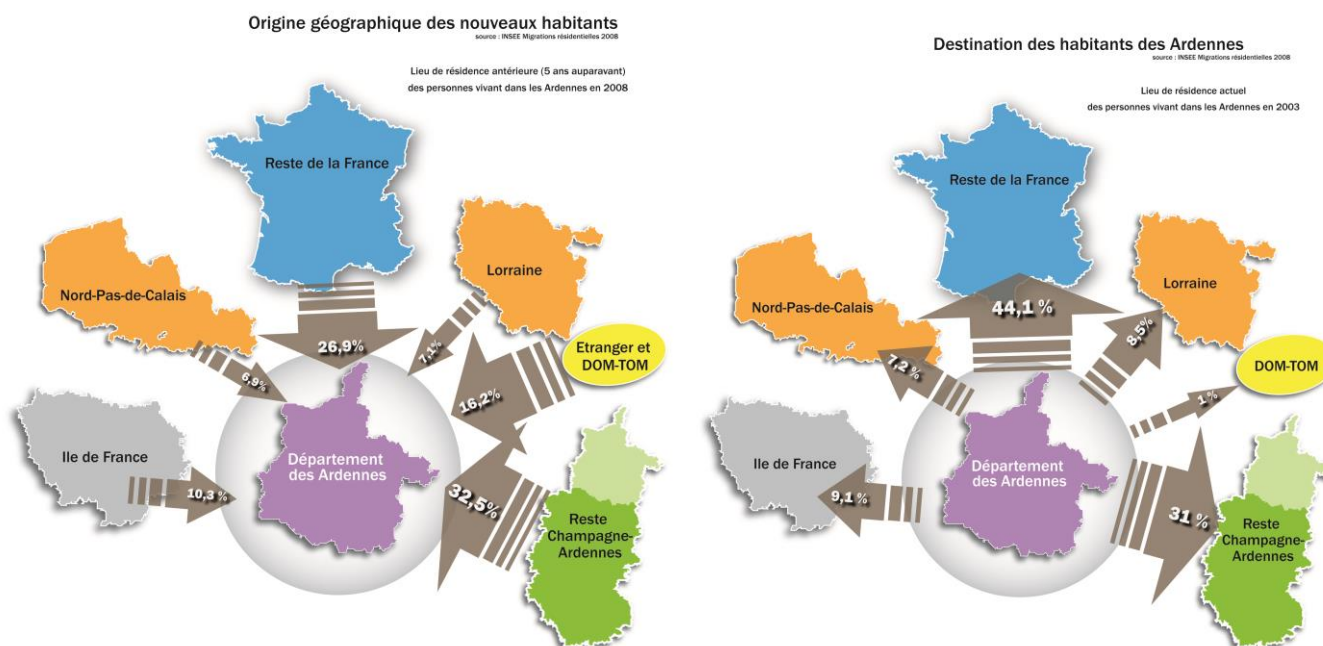 Origine géographique des nouveaux habitants
source : INSEE Migrations résidentielles 2008
Lieu de résidence antérieure (5 ans auparavant)
des personnes vivant dans les Ardennes en 2008
Reste de la France
Lorraine
Nord-Pas-de-Calais
26,9%
7,1%
Etranger et
DOM-TOM
6,9%
16,2%
Ile de France
Département
des Ardennes
10,3 %
32,5%
Reste
Champagne-
Ardennes
Destination des habitants des Ardennes
source : INSEE Migrations résidentielles 2008
Lieu de résidence actuel
des personnes vivant dans les Ardennes en 2003
Reste de la France
Lorraine
Nord-Pas-de-Calais
44,1 %
8,5%
7,2 %
DOM-TOM
1 %
Ile de France
Département
des Ardennes
9,1 %
31 %
Reste
Champagne-
Ardennes